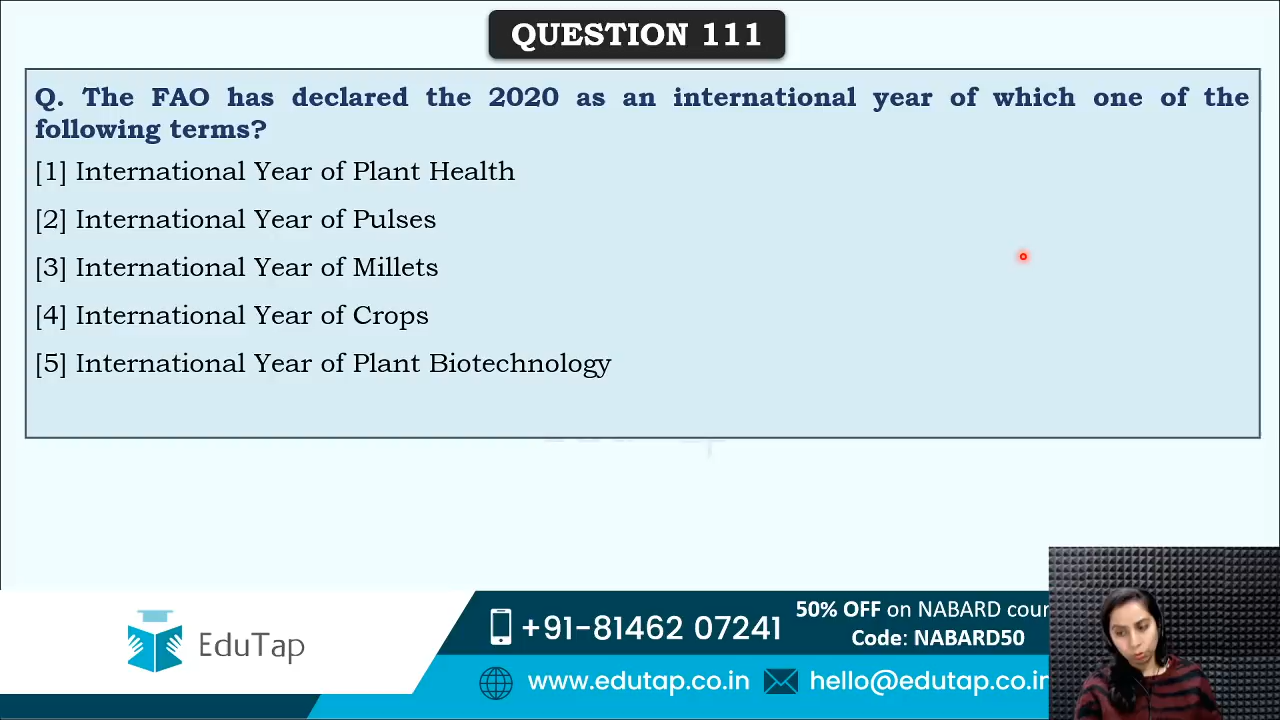 QUESTION 111
Q. The FAO has declared the 2020 as an international year of which one of the
following terms?
[1] International Year of Plant Health
[2] International Year of Pulses
[3] International Year of Millets
[4] International Year of Crops
[5] International Year of Plant Biotechnology
EduTap
+91-81462 07241
50% OFF on NABARD cour
Code: NABARD50
www.edutap.co.in
hello@edutap.co.in